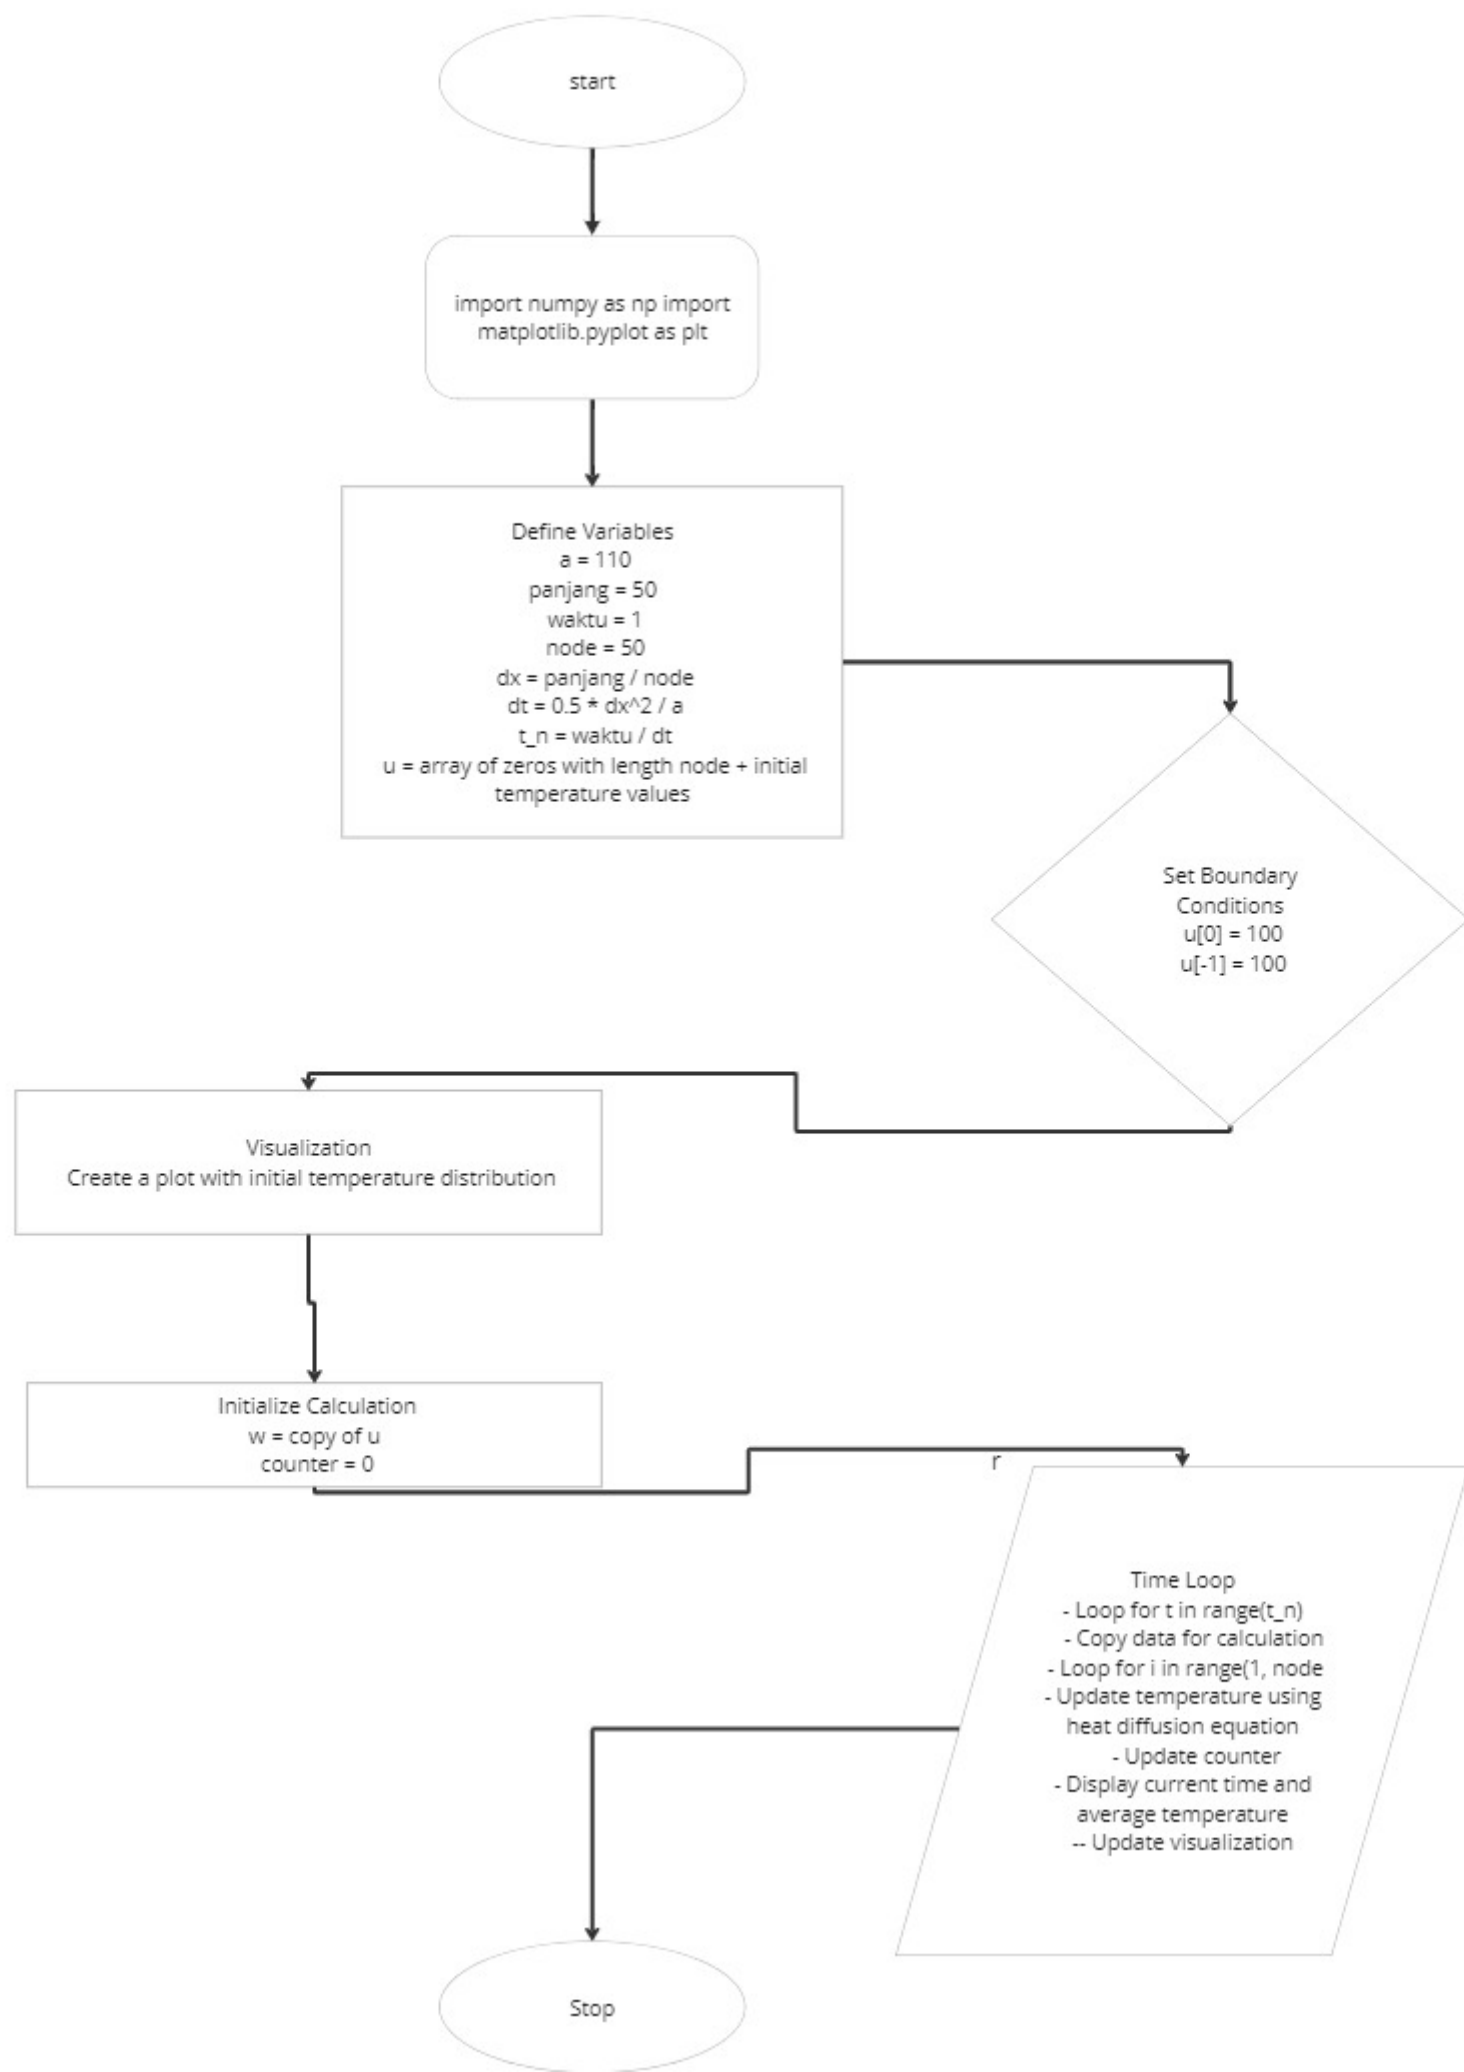 start
import numpy as np import
matplotlib.pyplot as plt
Define Variables
a = 110
panjang = 50
waktu = 1
node = 50
dx = panjang / node
dt = 0.5 * dx^2 / a
t_n = waktu / dt
u = array of zeros with length node + initial
temperature values
Set Boundary
Conditions
u[0] = 100
u[-1] = 100
Visualization
Create a plot with initial temperature distribution
Initialize Calculation
w = copy of u
counter = 0
r
Time Loop
- Loop for t in range(t_n)
- Copy data for calculation
- Loop for i in range(1, node
- Update temperature using
heat diffusion equation
- Update counter
- Display current time and
average temperature
-- Update visualization
Stop